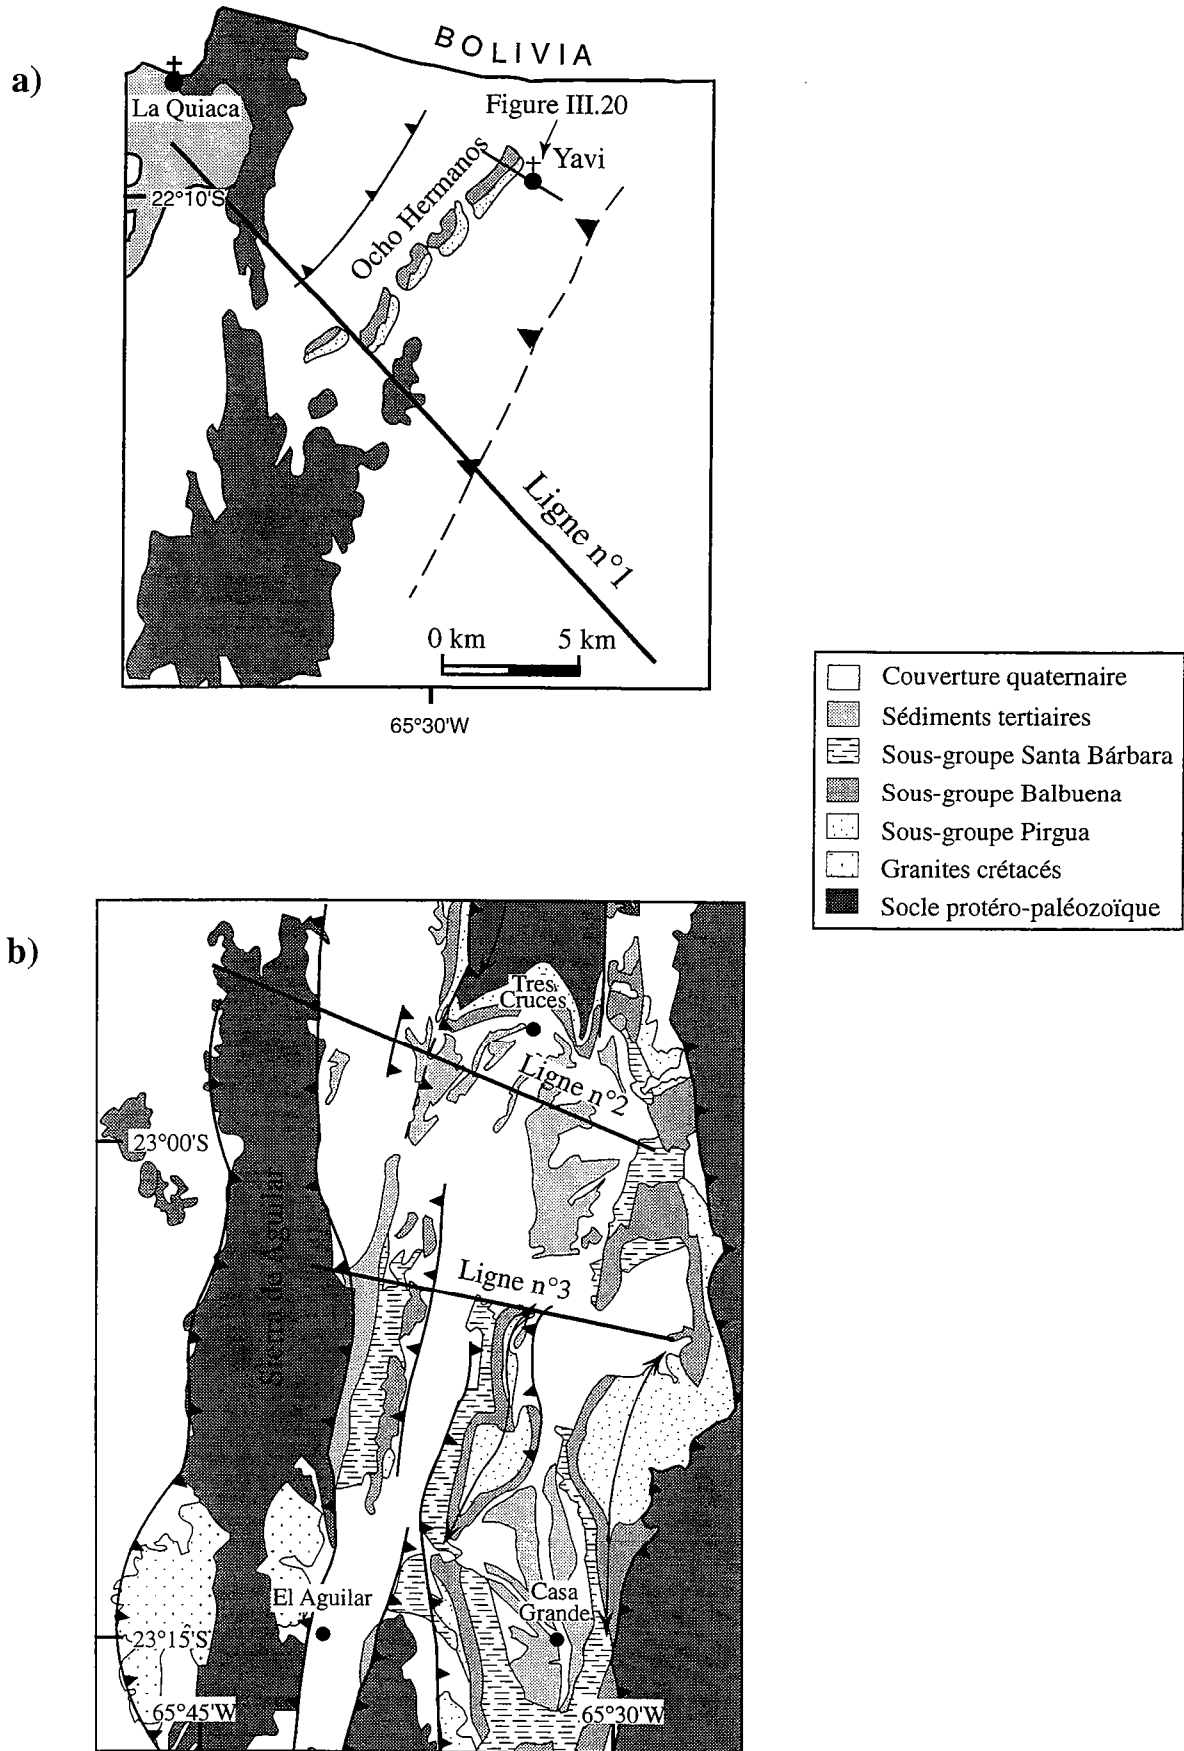 a)
BOLIVIA
La Quiaca
Figure III.20
Yavi
22°10'S
Ocho Hermanos
Ligne n°1
0 km
5 km
65°30'W
Couverture quaternaire
Sédiments tertiaires
Sous-groupe Santa Bárbara
Sous-groupe Balbuena
Sous-groupe Pirgua
Granites crétacés
Socle protéro-paléozoïque
b)
Tres
Cruces
Ligne n°2
23°00'S
Sierra de Aguilar
Ligne n°3
El Aguilar
Casa
Grande
23°15'S
65°45'W
65°30'W